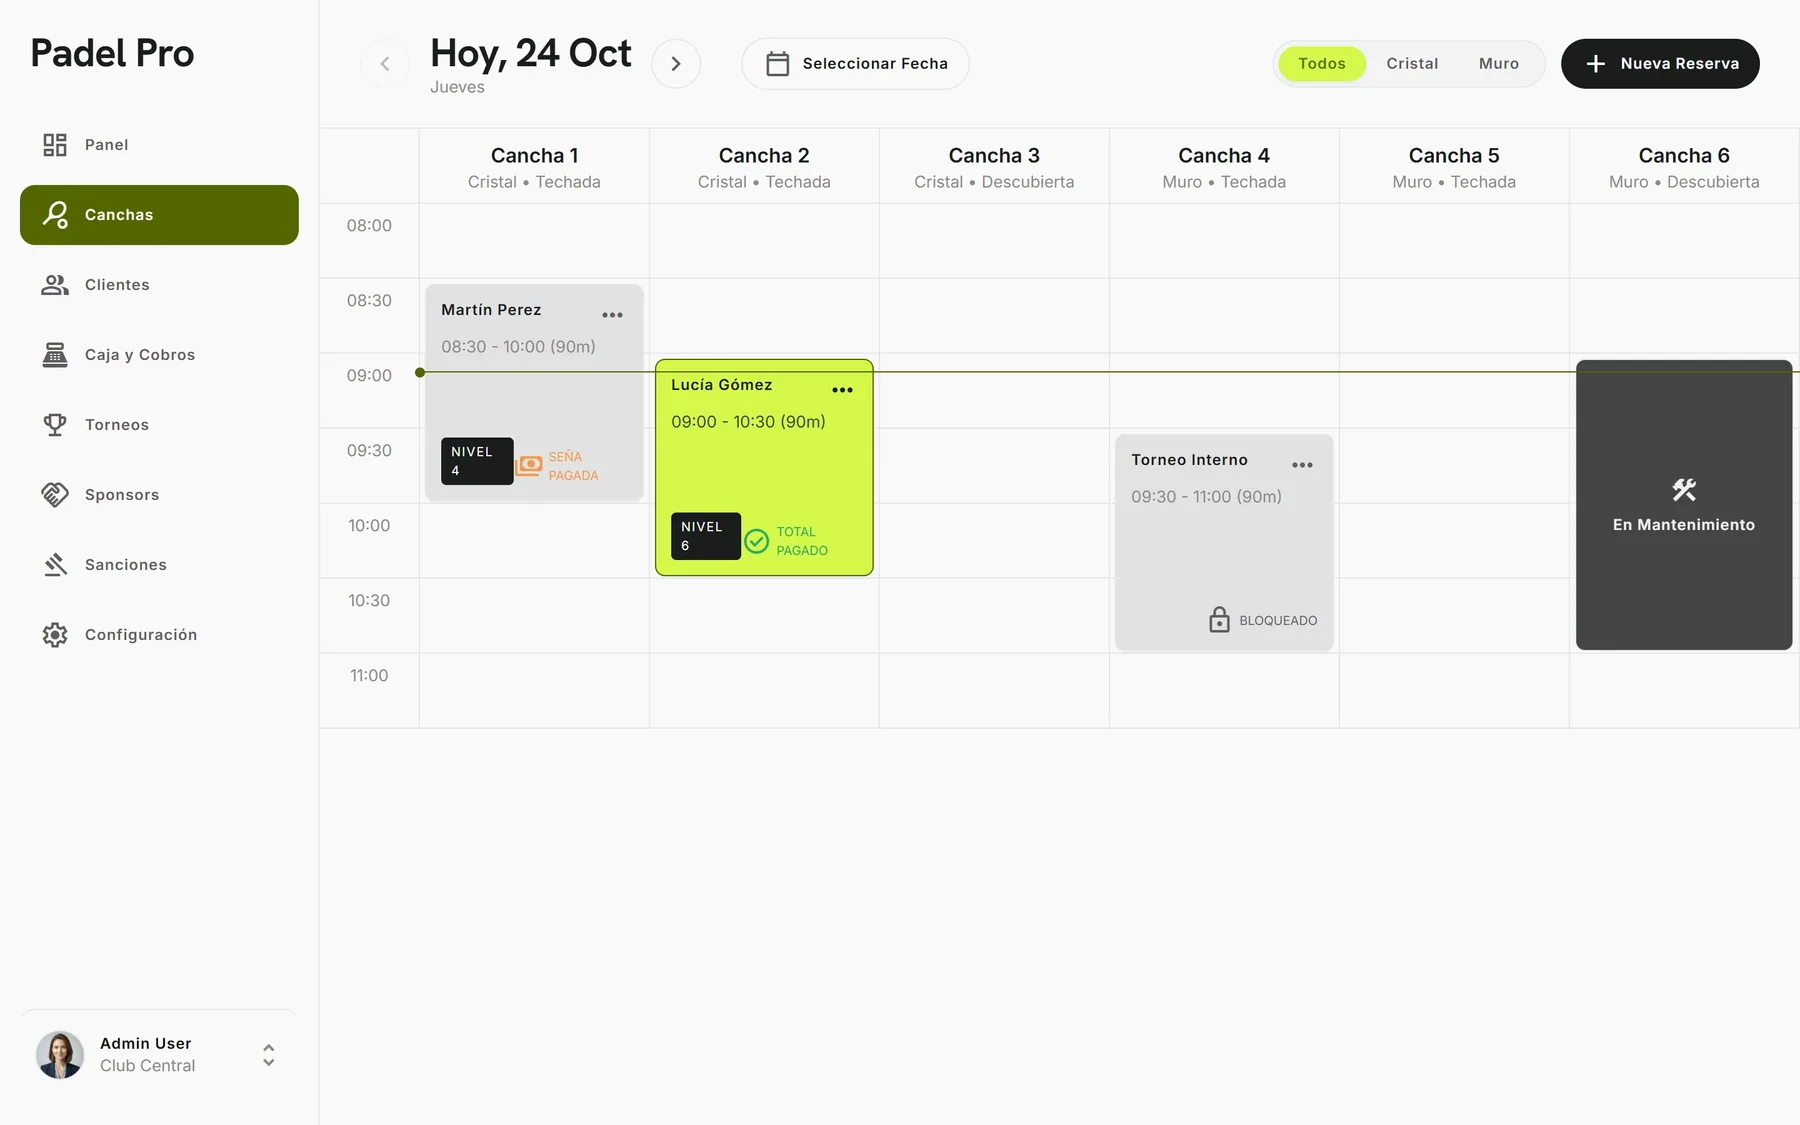 Padel Pro
Panel
Canchas
Clientes
Caja y Cobros
Torneos
Sponsors
Sanciones
Configuración
Admin User
Club Central
Hoy, 24 Oct
Jueves
Seleccionar Fecha
Todos
Cristal
Muro
Nueva Reserva
Cancha 1
Cristal • Techada
Cancha 2
Cristal • Techada
Cancha 3
Cristal • Descubierta
Cancha 4
Muro • Techada
Cancha 5
Muro • Techada
Cancha 6
Muro • Descubierta
08:00
08:30
09:00
09:30
10:00
10:30
11:00
Martín Perez
08:30 - 10:00 (90m)
NIVEL
4
SEÑA
PAGADA
Lucía Gómez
09:00 - 10:30 (90m)
NIVEL
6
TOTAL
PAGADO
Torneo Interno
09:30 - 11:00 (90m)
BLOQUEADO
En Mantenimiento